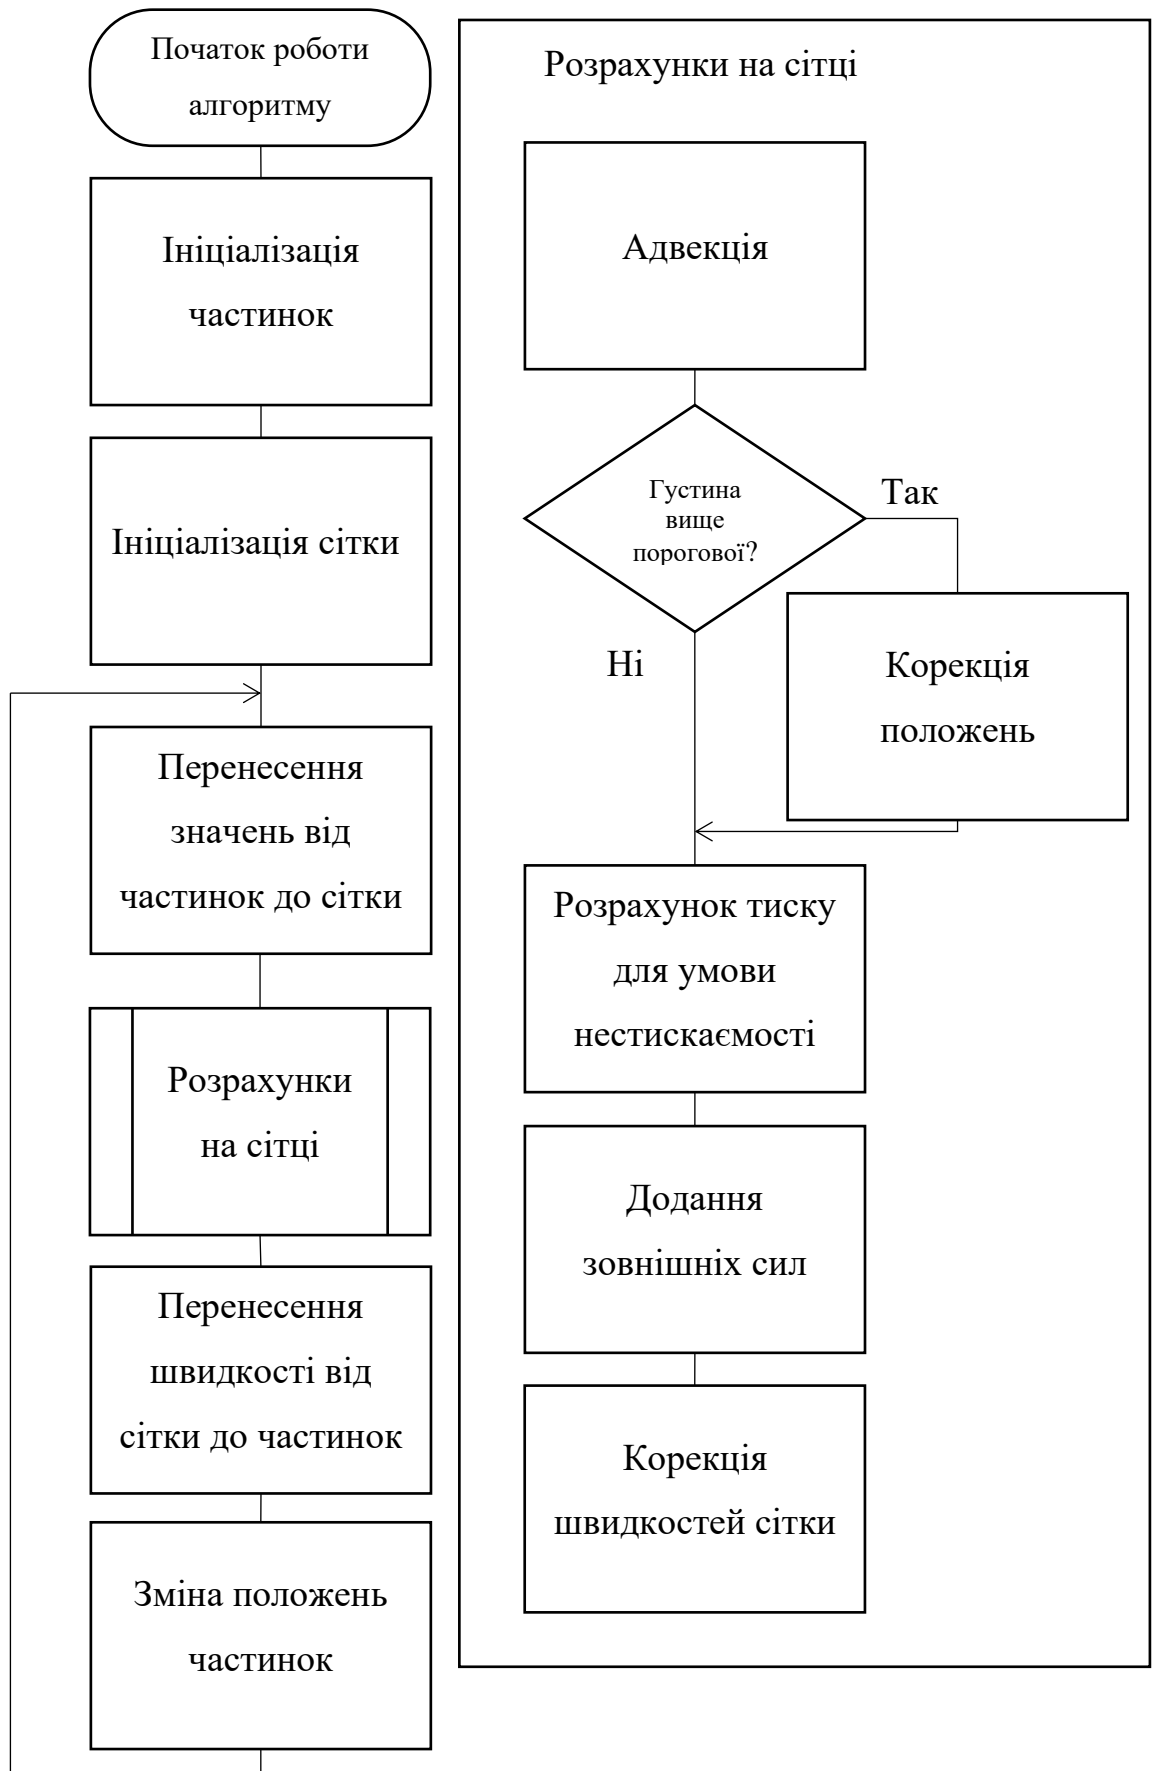 Початок роботи
алгоритму
Ініціалізація
частинок
Ініціалізація сітки
Перенесення
значень від
частинок до сітки
Розрахунки
на сітці
Перенесення
швидкості від
сітки до частинок
Зміна положень
частинок
Розрахунки на сітці
Адвекція
Густина
вище
порогової?
Так
Ні
Корекція
положень
Розрахунок тиску
для умови
нестискаємості
Додання
зовнішніх сил
Корекція
швидкостей сітки